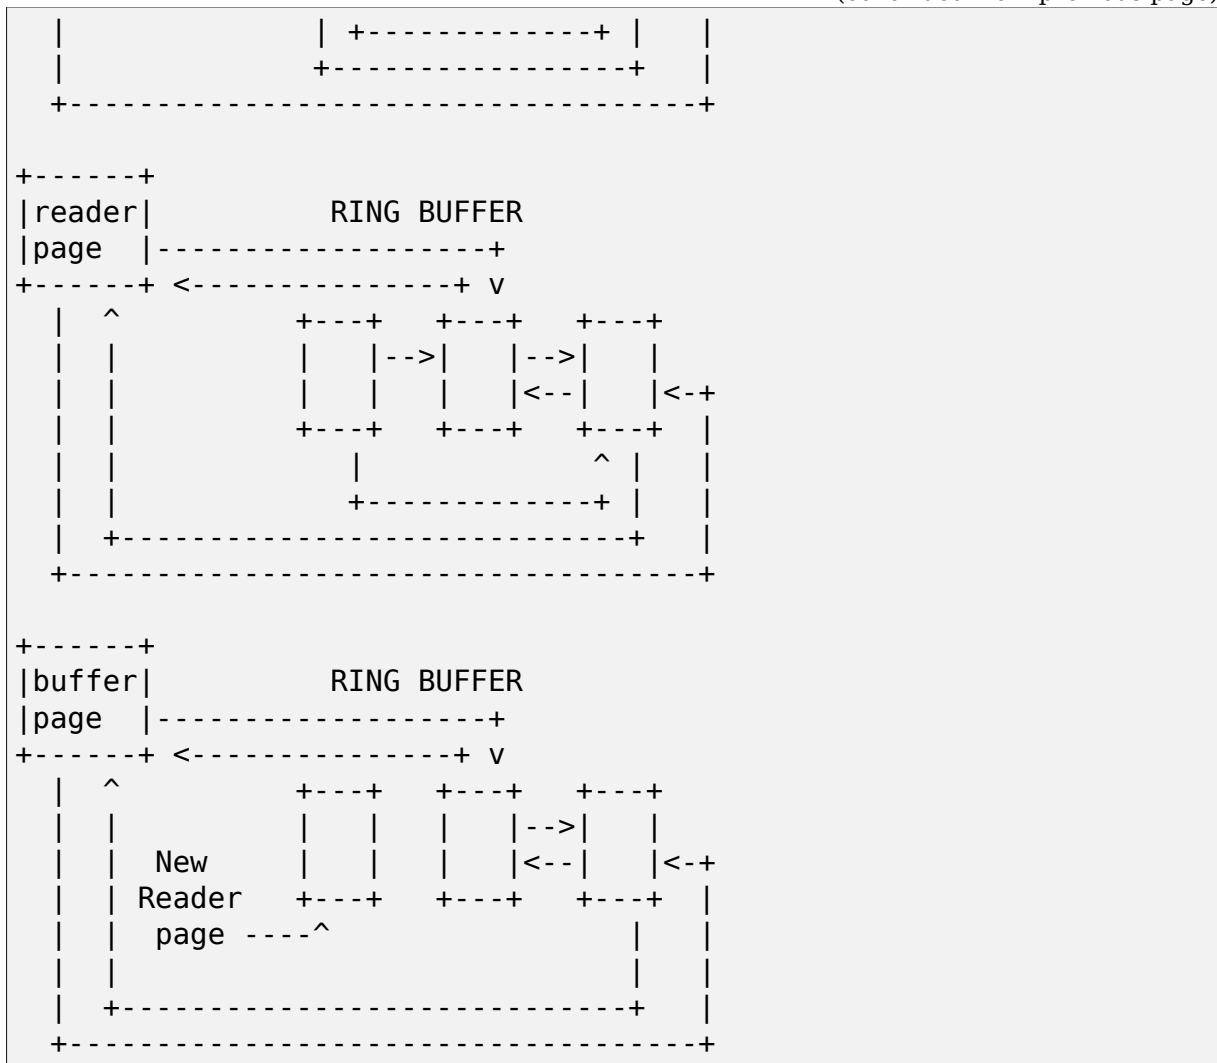 |              | +-------------+ |   |
  |              +-----------------+   |
  +------------------------------------+

+------+
|reader|          RING BUFFER
|page  |-------------------+
+------+ <---------------+ v
  |  ^          +---+   +---+   +---+
  |  |          |   |-->|   |-->|   |
  |  |          |   |   |   |<--|   |<-+
  |  |          +---+   +---+   +---+  |
  |  |             |             ^ |   |
  |  |             +-------------+ |   |
  |  +-----------------------------+   |
  +------------------------------------+

+------+
|buffer|          RING BUFFER
|page  |-------------------+
+------+ <---------------+ v
  |  ^          +---+   +---+   +---+
  |  |          |   |   |   |-->|   |
  |  |  New     |   |   |   |<--|   |<-+
  |  | Reader   +---+   +---+   +---+  |
  |  |  page ----^                 |   |
  |  |                             |   |
  |  +-----------------------------+   |
  +------------------------------------+